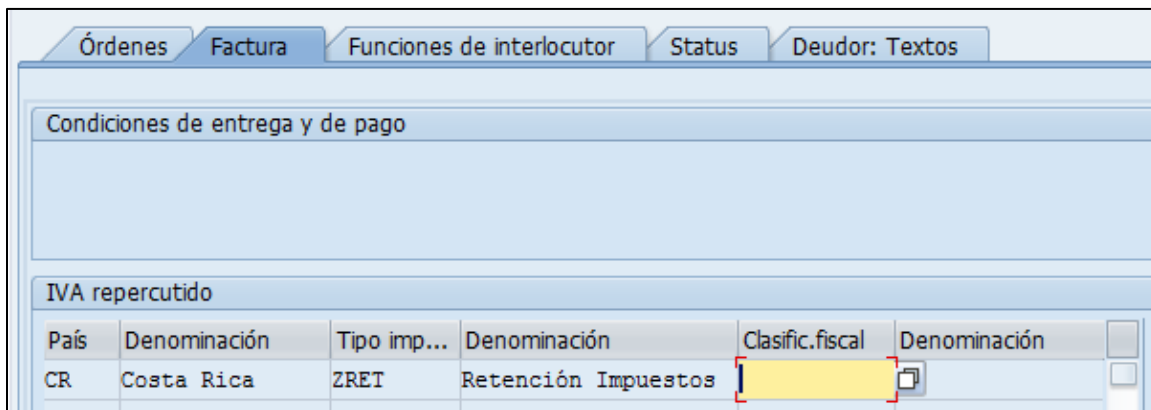 Órdenes Factura Funciones de interlocutor Status Deudor: Textos
Condiciones de entrega y de pago
IVA repercutido
País Denominación Tipo imp... Denominación Clasific.fiscal Denominación
CR Costa Rica ZRET Retención Impuestos